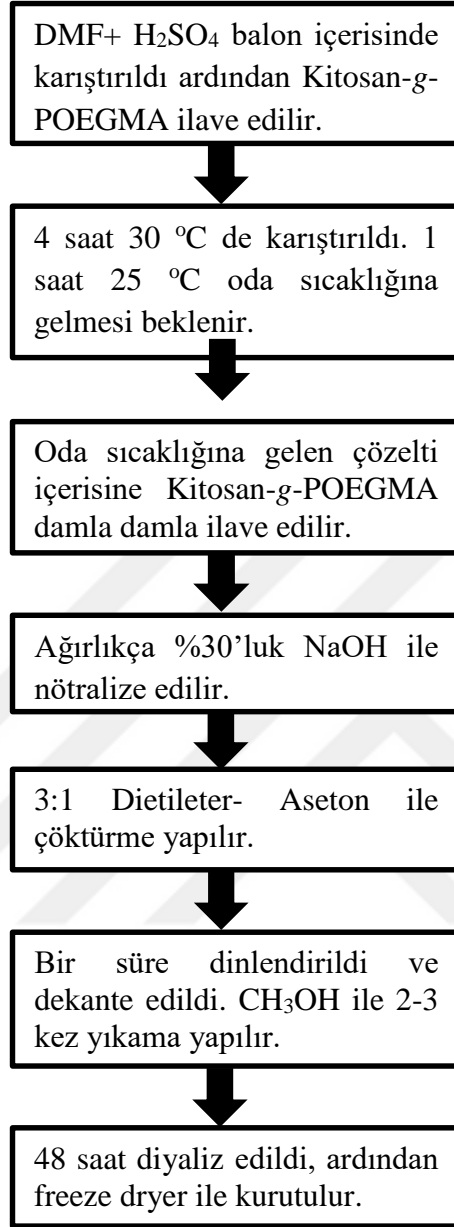 DMF+ H₂SO₄ balon içerisinde
karıştırıldı ardından Kitosan-g-
POEGMA ilave edilir.
4 saat 30 ºC de karıştırıldı. 1
saat 25 ºC oda sıcaklığına
gelmesi beklenir.
Oda sıcaklığına gelen çözelti
içerisine Kitosan-g-POEGMA
damla damla ilave edilir.
Ağırlıkça %30’luk NaOH ile
nötralize edilir.
3:1 Dietileter- Aseton ile
çöktürme yapılır.
Bir süre dinlendirildi ve
dekante edildi. CH₃OH ile 2-3
kez yıkama yapılır.
48 saat diyaliz edildi, ardından
freeze dryer ile kurutulur.